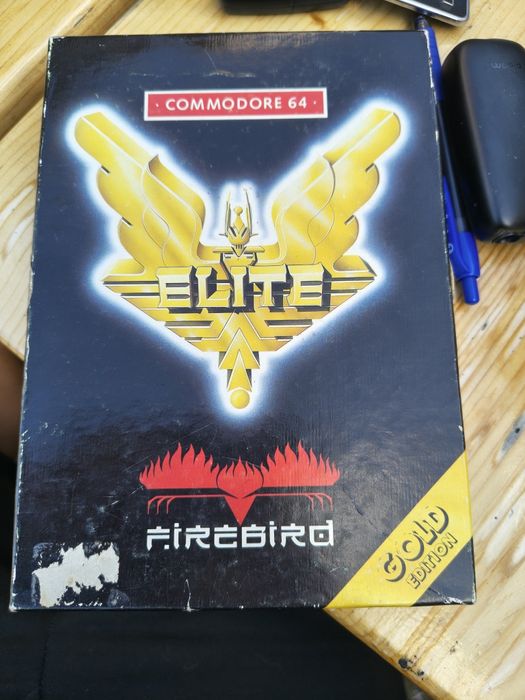 · COMMODORE 64 ·
ELITE
FIREBIRD
GOLD
EDITION